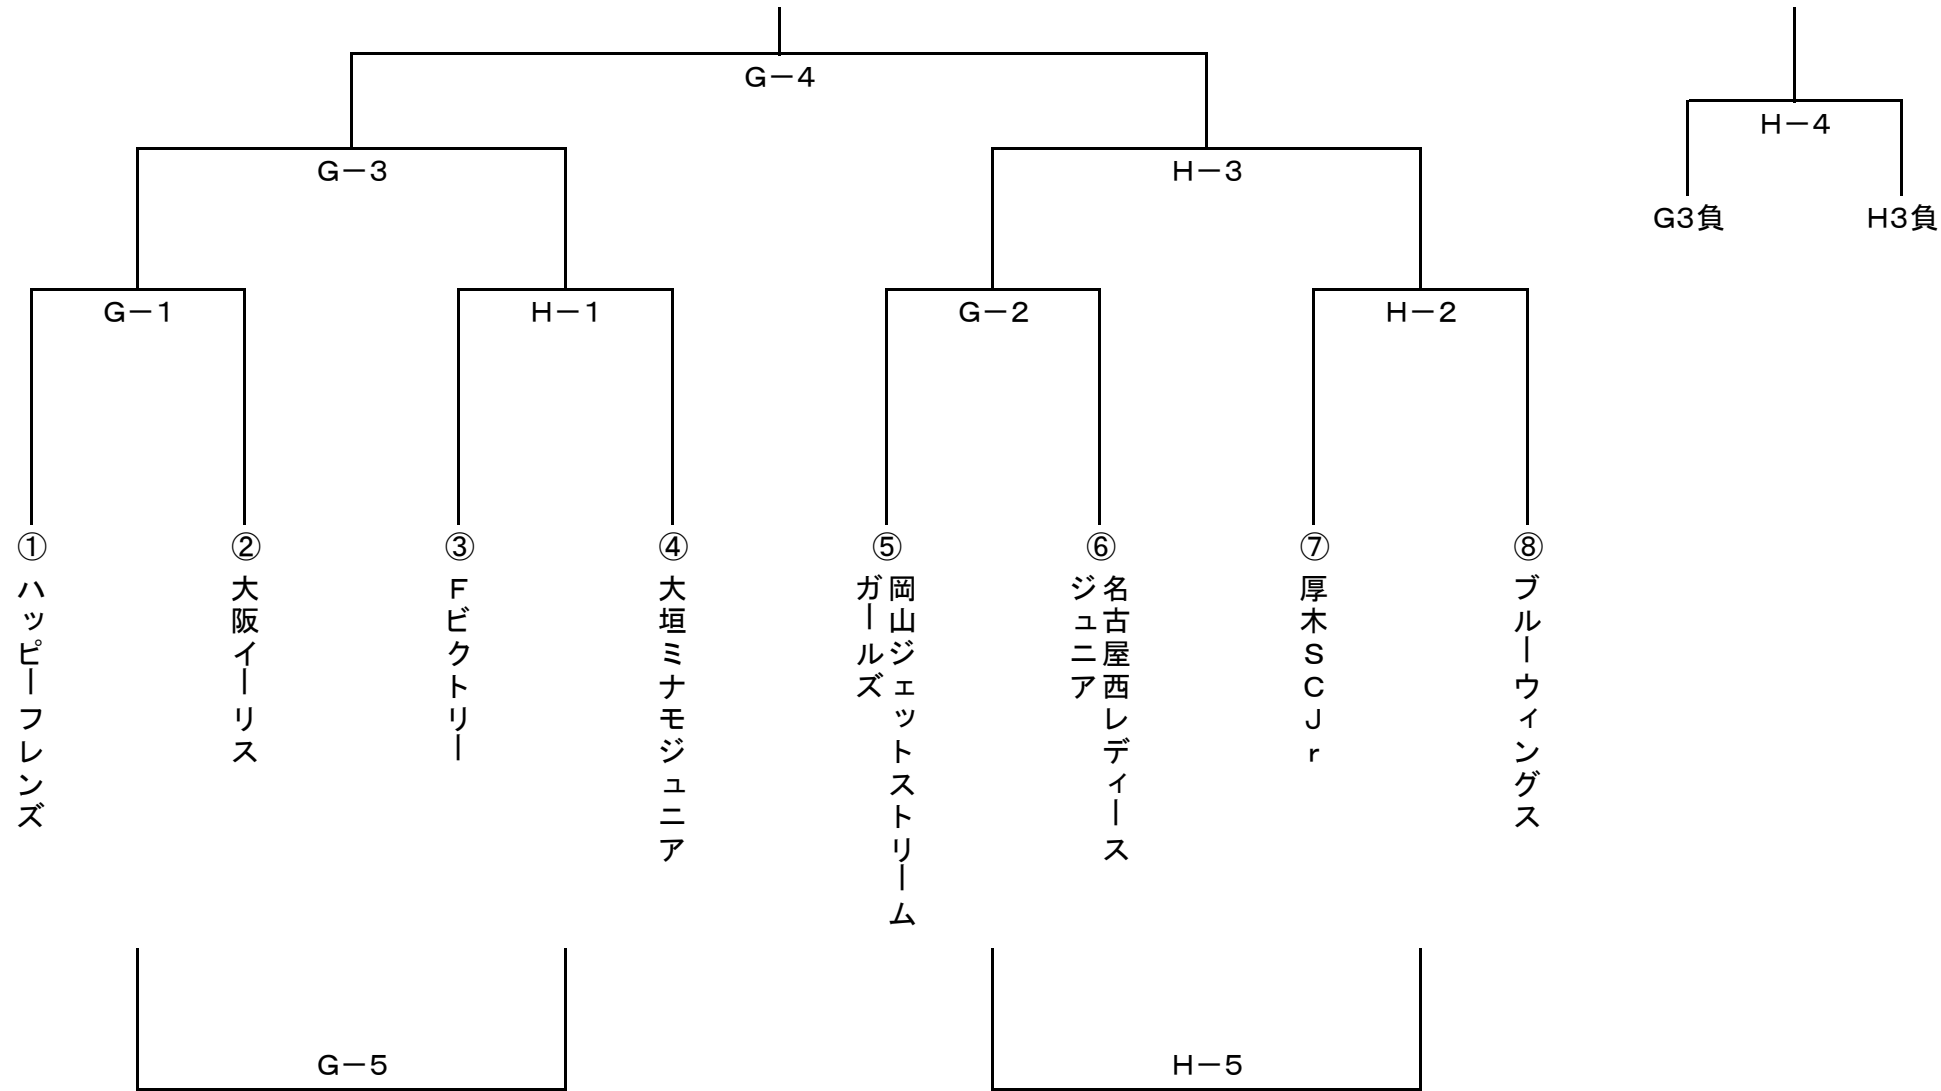 G－4
H－4
G－3
H－3
G3負
H3負
G－1
H－1
G－2
H－2
①
ハッピーフレンズ
②
大阪イーリス
③
Fビクトリー
④
大垣ミナモジュニア
⑤
岡山ジェットストリーム
ガールズ
⑥
名古屋西レディース
ジュニア
⑦
厚木SCJr
⑧
ブルーウィングス
G－5
H－5